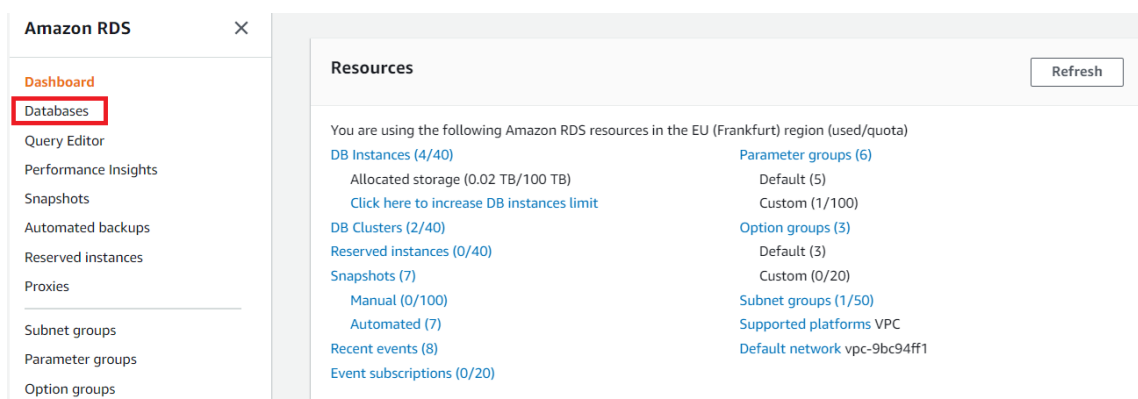 Amazon RDS
Dashboard
Databases
Query Editor
Performance Insights
Snapshots
Automated backups
Reserved instances
Proxies
Subnet groups
Parameter groups
Option groups
Resources
Refresh
You are using the following Amazon RDS resources in the EU (Frankfurt) region (used/quota)
DB Instances (4/40)
Allocated storage (0.02 TB/100 TB)
Click here to increase DB instances limit
DB Clusters (2/40)
Reserved instances (0/40)
Snapshots (7)
Manual (0/100)
Automated (7)
Recent events (8)
Event subscriptions (0/20)
Parameter groups (6)
Default (5)
Custom (1/100)
Option groups (3)
Default (3)
Custom (0/20)
Subnet groups (1/50)
Supported platforms VPC
Default network vpc-9bc94ff1